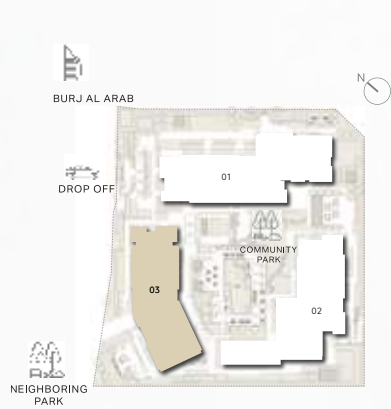 N
BURJ AL ARAB
DROP OFF
01
COMMUNITY
PARK
03
02
NEIGHBORING
PARK